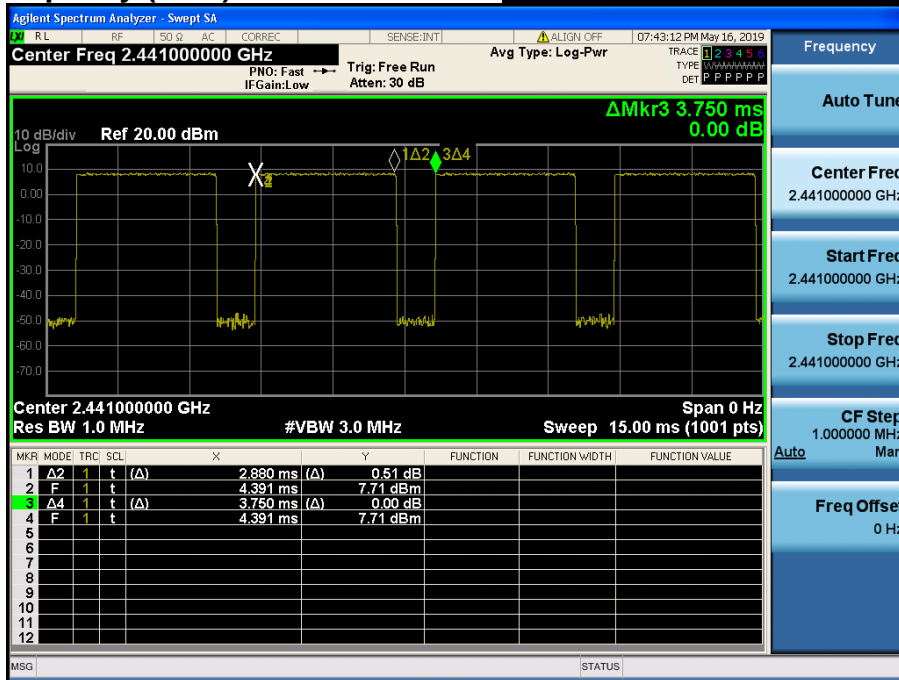 Agilent Spectrum Analyzer - Swept SA
LXI RL RF 50 Ω AC CORREC SENSE:INT ALIGN OFF 07:43:12 PM May 16, 2019
Center Freq 2.441000000 GHz
PNO: Fast
IFGain:Low
Trig: Free Run
Atten: 30 dB
Avg Type: Log-Pwr
TRACE 1 2 3 4 5 6
TYPE WWWWWW
DET P P P P P P
Frequency
ΔMkr3 3.750 ms
0.00 dB
10 dB/div Ref 20.00 dBm
Log
10.0
0.00
-10.0
-20.0
-30.0
-40.0
-50.0
-60.0
-70.0
X 2
1Δ2 3Δ4
Center 2.441000000 GHz Span 0 Hz
Res BW 1.0 MHz #VBW 3.0 MHz Sweep 15.00 ms (1001 pts)
MKR MODE TRC SCL X Y FUNCTION FUNCTION WIDTH FUNCTION VALUE
1 Δ2 1 t (Δ) 2.880 ms (Δ) 0.51 dB
2 F 1 t 4.391 ms 7.71 dBm
3 Δ4 1 t (Δ) 3.750 ms (Δ) 0.00 dB
4 F 1 t 4.391 ms 7.71 dBm
5
6
7
8
9
10
11
12
MSG STATUS
Auto Tune
Center Freq
2.441000000 GHz
Start Freq
2.441000000 GHz
Stop Freq
2.441000000 GHz
CF Step
1.000000 MHz
Auto Man
Freq Offset
0 Hz